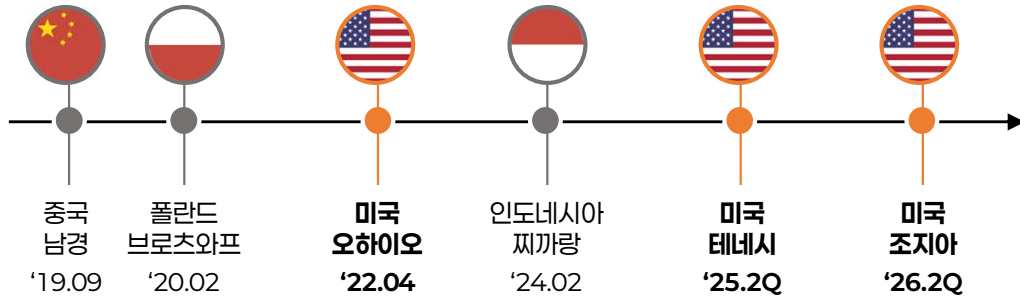 중국
남경
‘19.09
폴란드
브로츠와프
‘20.02
미국
오하이오
‘22.04
인도네시아
찌까랑
‘24.02
미국
테네시
‘25.2Q
미국
조지아
‘26.2Q